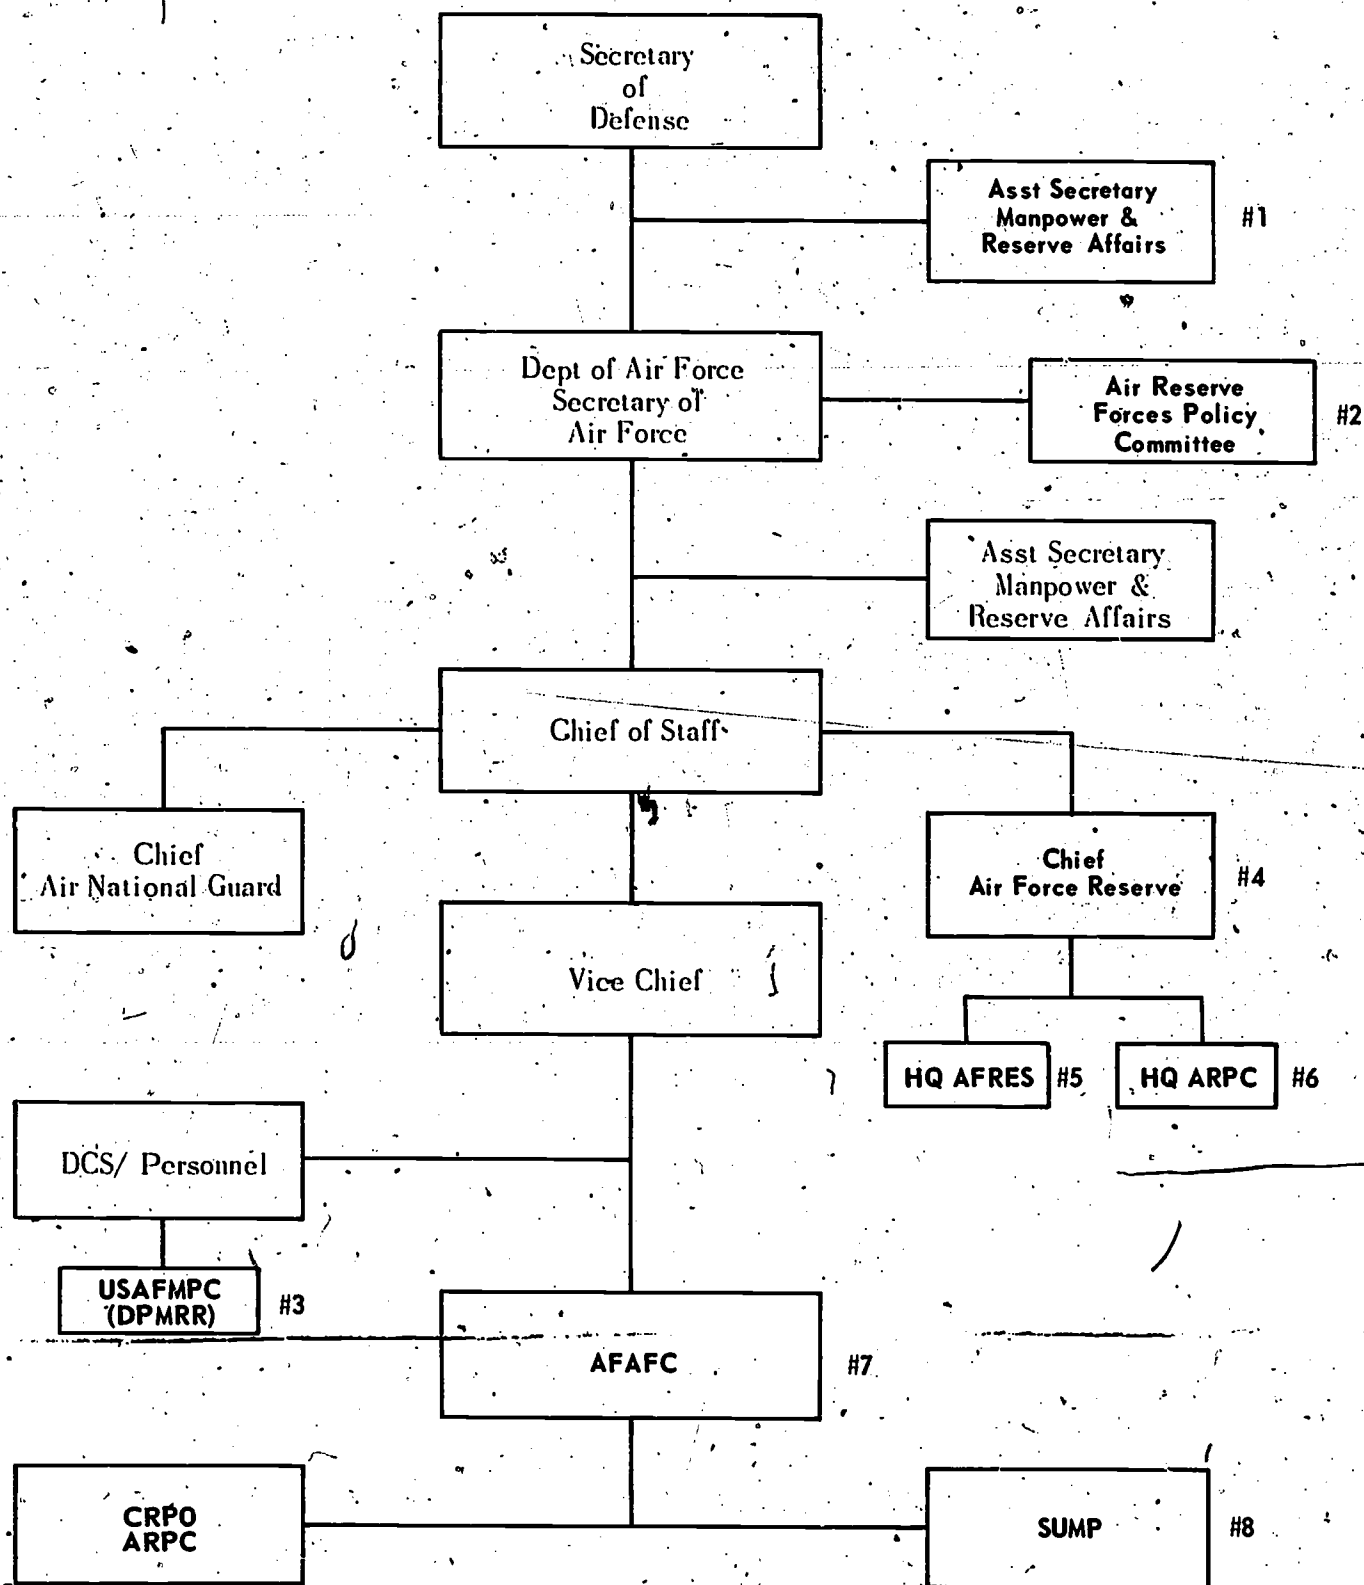 Secretary
of
Defense
Asst Secretary
Manpower &
Reserve Affairs
#1
Dept of Air Force
Secretary of
Air Force
Air Reserve
Forces Policy
Committee
#2
Asst Secretary
Manpower &
Reserve Affairs
Chief of Staff
Chief
Air National Guard
Chief
Air Force Reserve
#4
Vice Chief
HQ AFRES
#5
HQ ARPC
#6
DCS/ Personnel
USAFMPC
(DPMRR)
#3
AFAFC
#7
CRPO
ARPC
SUMP
#8